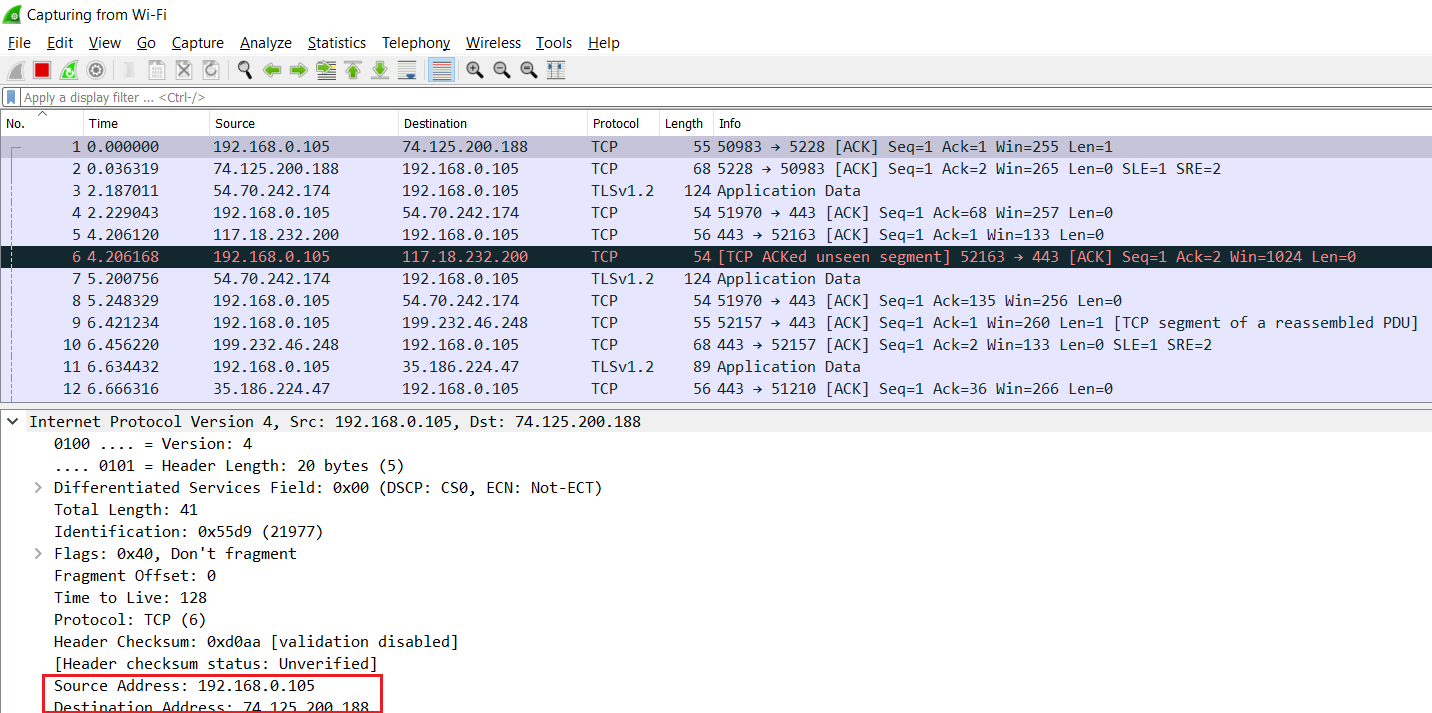 Capturing from Wi-Fi
File Edit View Go Capture Analyze Statistics Telephony Wireless Tools Help
Apply a display filter ... <Ctrl-/>
No. Time Source Destination Protocol Length Info
1 0.000000 192.168.0.105 74.125.200.188 TCP 55 50983 → 5228 [ACK] Seq=1 Ack=1 Win=255 Len=1
2 0.036319 74.125.200.188 192.168.0.105 TCP 68 5228 → 50983 [ACK] Seq=1 Ack=2 Win=265 Len=0 SLE=1 SRE=2
3 2.187011 54.70.242.174 192.168.0.105 TLSv1.2 124 Application Data
4 2.229043 192.168.0.105 54.70.242.174 TCP 54 51970 → 443 [ACK] Seq=1 Ack=68 Win=257 Len=0
5 4.206120 117.18.232.200 192.168.0.105 TCP 56 443 → 52163 [ACK] Seq=1 Ack=1 Win=133 Len=0
6 4.206168 192.168.0.105 117.18.232.200 TCP 54 [TCP ACKed unseen segment] 52163 → 443 [ACK] Seq=1 Ack=2 Win=1024 Len=0
7 5.200756 54.70.242.174 192.168.0.105 TLSv1.2 124 Application Data
8 5.248329 192.168.0.105 54.70.242.174 TCP 54 51970 → 443 [ACK] Seq=1 Ack=135 Win=256 Len=0
9 6.421234 192.168.0.105 199.232.46.248 TCP 55 52157 → 443 [ACK] Seq=1 Ack=1 Win=260 Len=1 [TCP segment of a reassembled PDU]
10 6.456220 199.232.46.248 192.168.0.105 TCP 68 443 → 52157 [ACK] Seq=1 Ack=2 Win=133 Len=0 SLE=1 SRE=2
11 6.634432 192.168.0.105 35.186.224.47 TLSv1.2 89 Application Data
12 6.666316 35.186.224.47 192.168.0.105 TCP 56 443 → 51210 [ACK] Seq=1 Ack=36 Win=266 Len=0
Internet Protocol Version 4, Src: 192.168.0.105, Dst: 74.125.200.188
0100 .... = Version: 4
.... 0101 = Header Length: 20 bytes (5)
Differentiated Services Field: 0x00 (DSCP: CS0, ECN: Not-ECT)
Total Length: 41
Identification: 0x55d9 (21977)
Flags: 0x40, Don't fragment
Fragment Offset: 0
Time to Live: 128
Protocol: TCP (6)
Header Checksum: 0xd0aa [validation disabled]
[Header checksum status: Unverified]
Source Address: 192.168.0.105
Destination Address: 74.125.200.188